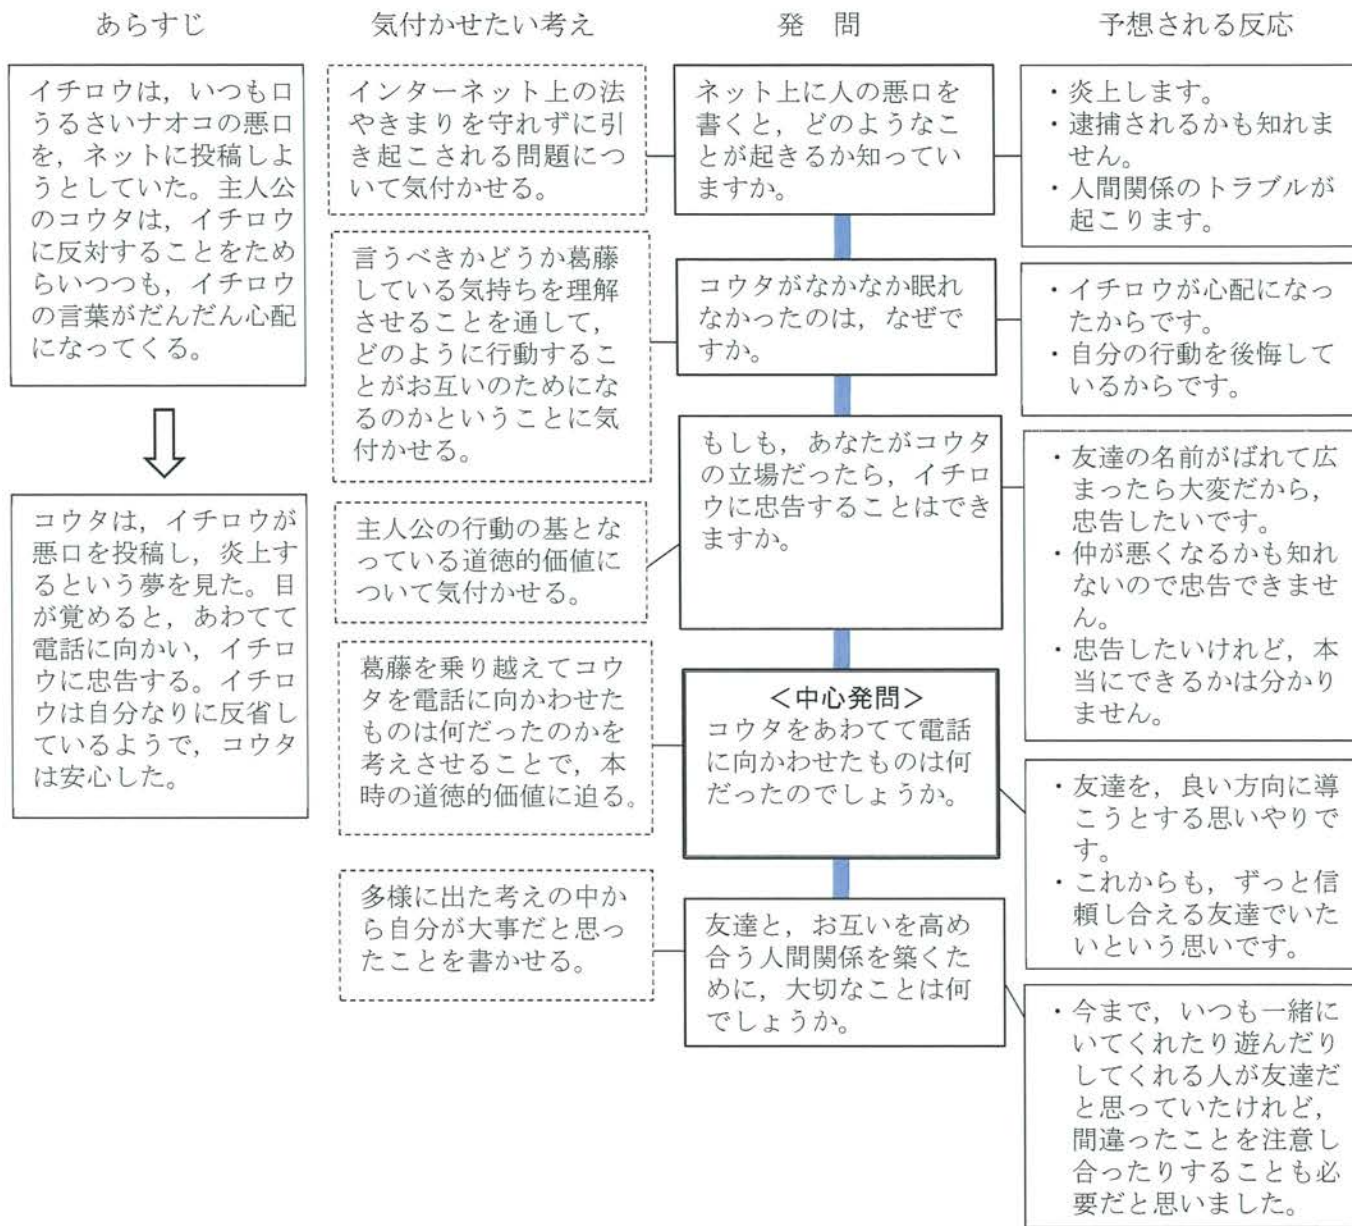 あらすじ
イチロウは，いつも口
うるさいナオコの悪口
を，ネットに投稿しよ
うとしていた。主人公
のコウタは，イチロウ
に反対することをため
らいつつも，イチロウ
の言葉がだんだん心配
になってくる。
コウタは，イチロウが
悪口を投稿し，炎上す
るという夢を見た。目
が覚めると，あわてて
電話に向かい，イチロ
ウに忠告する。イチロ
ウは自分なりに反省し
ているようで，コウタ
は安心した。
気付かせたい考え
インターネット上の法
やきまりを守れずに引
き起こされる問題につ
いて気付かせる。
言うべきかどうか葛藤
している気持ちを理解
させることを通して，
どのように行動するこ
とがお互いのためにな
るのかということに気
付かせる。
主人公の行動の基とな
っている道徳的価値に
ついて気付かせる。
葛藤を乗り越えてコウ
タを電話に向かわせた
ものは何だったのかを
考えさせることで，本
時の道徳的価値に迫る。
多様に出た考えの中か
ら自分が大事だと思っ
たことを書かせる。
発　問
ネット上に人の悪口を
書くと，どのようなこ
とが起きるか知ってい
ますか。
コウタがなかなか眠れ
なかったのは，なぜで
すか。
もしも，あなたがコウタ
の立場だったら，イチロ
ウに忠告することはでき
ますか。
＜中心発問＞
コウタをあわてて電話
に向かわせたものは何
だったのでしょうか。
友達と，お互いを高め
合う人間関係を築くた
めに，大切なことは何
でしょうか。
予想される反応
・炎上します。
・逮捕されるかも知れま
せん。
・人間関係のトラブルが
起こります。
・イチロウが心配になっ
たからです。
・自分の行動を後悔して
いるからです。
・友達の名前がばれて広
まったら大変だから，
忠告したいです。
・仲が悪くなるかも知れ
ないので忠告できませ
ん。
・忠告したいけれど，本
当にできるかは分かり
ません。
・友達を，良い方向に導
こうとする思いやりで
す。
・これからも，ずっと信
頼し合える友達でいた
いという思いです。
・今まで，いつも一緒に
いてくれたり遊んだり
してくれる人が友達だ
と思っていたけれど，
間違ったことを注意し
合ったりすることも必
要だと思いました。